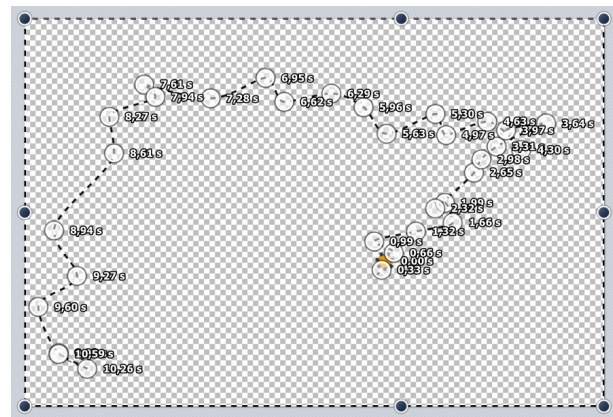 7,61 s
6,95 s
7,94 s
7,28 s
6,62 s
6,29 s
5,96 s
8,27 s
5,30 s
4,63 s
3,97 s
3,64 s
5,63 s
4,97 s
3,31 s
4,30 s
8,61 s
2,98 s
2,65 s
1,99 s
2,32 s
1,66 s
8,94 s
1,32 s
0,99 s
0,66 s
0,00 s
0,33 s
9,27 s
9,60 s
10,59 s
10,26 s